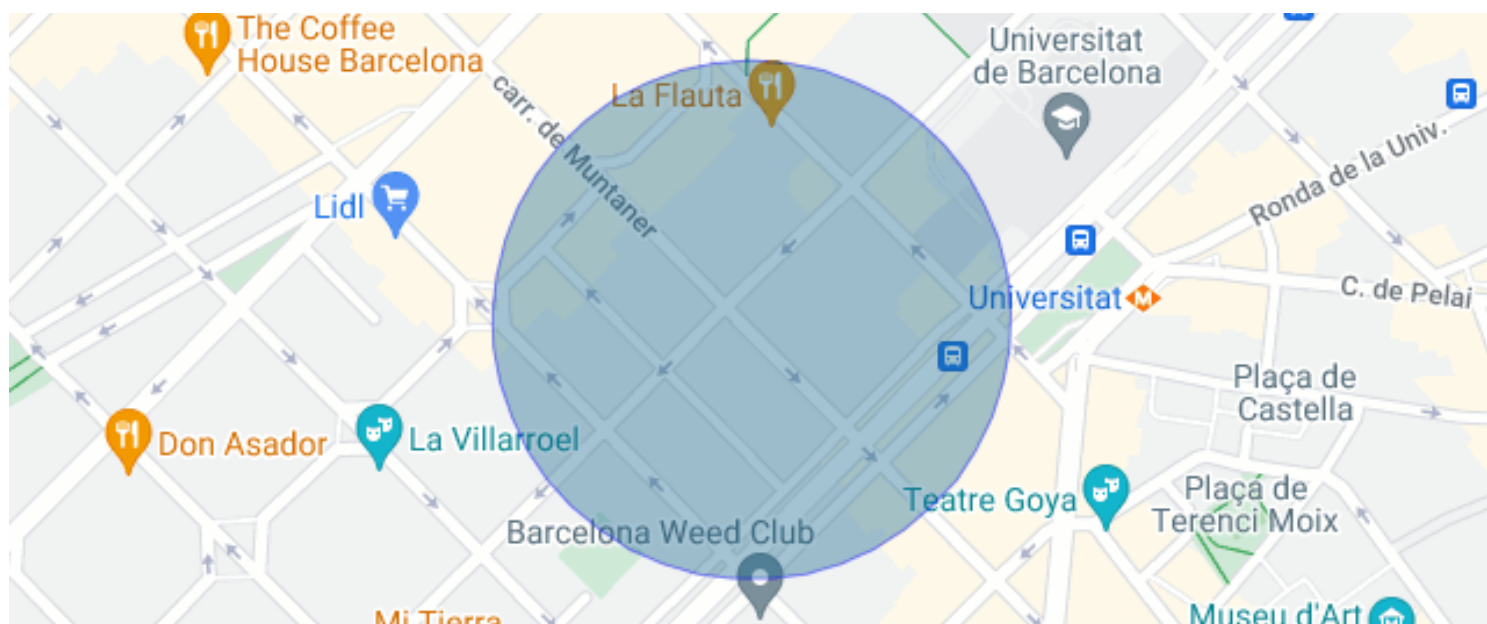 The Coffee
House Barcelona
Universitat
de Barcelona
La Flauta
carr. de Muntaner
Ronda de la Univ.
Lidl
Universitat
M
C. de Pelai
Plaça de
Castella
Don Asador
La Villarroel
Teatre Goya
Plaça de
Terenci Moix
Barcelona Weed Club
Mi Tierra
Museu d'Art